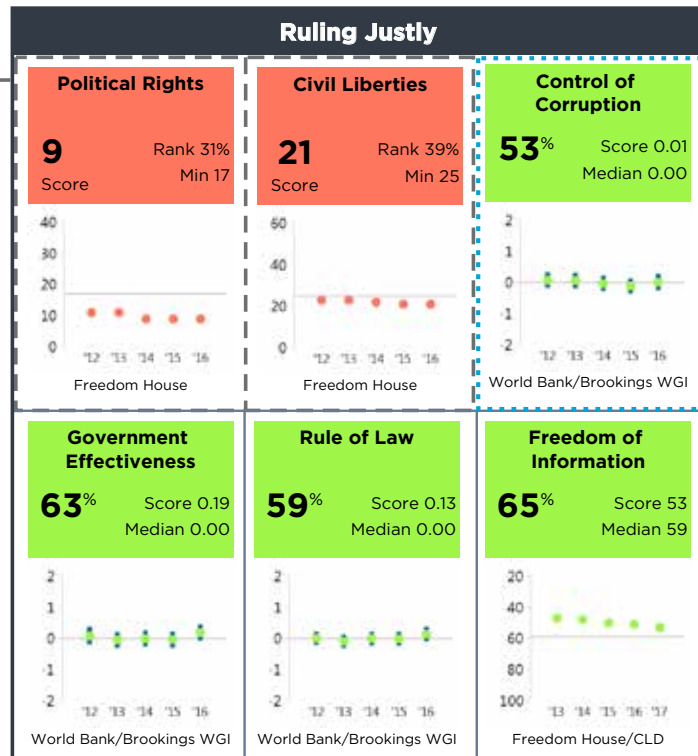 Ruling Justly
Political Rights
9
Score
Rank 31%
Min 17
40
30
20
10
0
'12 '13 '14 '15 '16
Freedom House
Civil Liberties
21
Score
Rank 39%
Min 25
60
40
20
0
'12 '13 '14 '15 '16
Freedom House
Control of
Corruption
53%
Score 0.01
Median 0.00
2
1
0
-1
-2
'12 '13 '14 '15 '16
World Bank/Brookings WGI
Government
Effectiveness
63%
Score 0.19
Median 0.00
2
1
0
-1
-2
'12 '13 '14 '15 '16
World Bank/Brookings WGI
Rule of Law
59%
Score 0.13
Median 0.00
2
1
0
-1
-2
'12 '13 '14 '15 '16
World Bank/Brookings WGI
Freedom of
Information
65%
Score 53
Median 59
20
40
60
80
100
'13 '14 '15 '16 '17
Freedom House/CLD